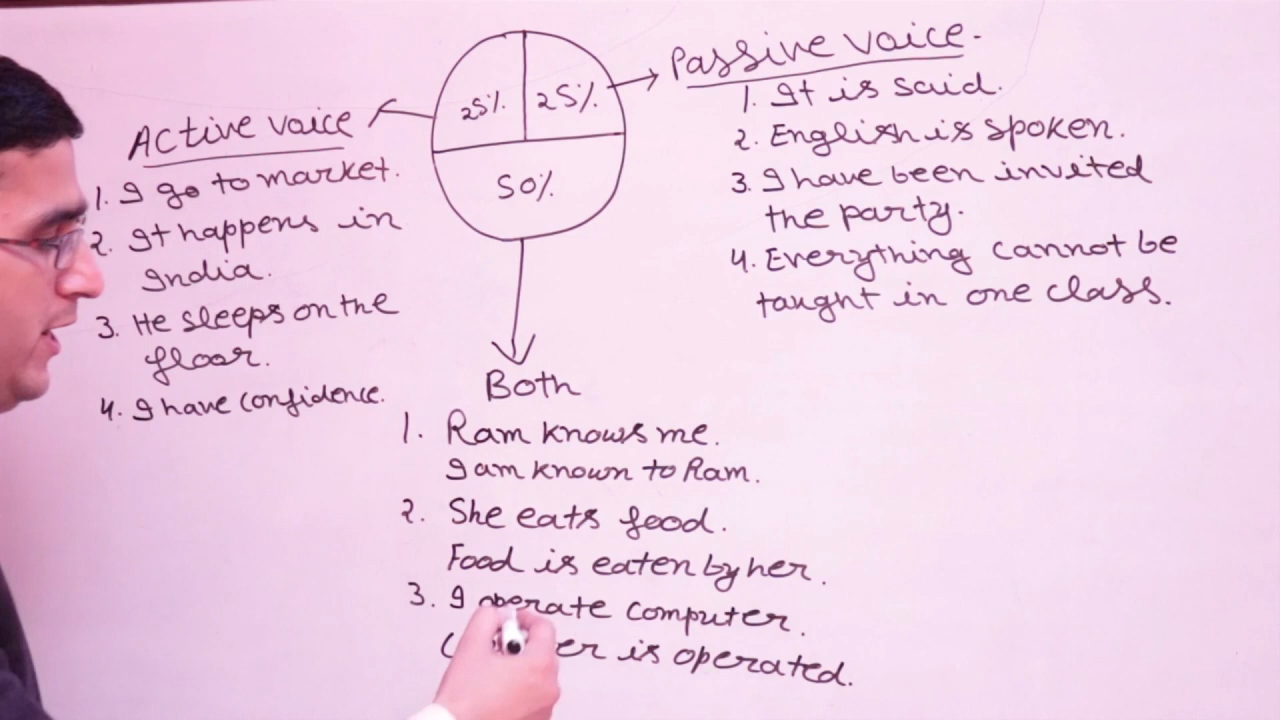 25%
25%
50%
Active voice
1. I go to market.
2. It happens in
India.
3. He sleeps on the
floor.
4. I have confidence.
Passive voice.
1. It is said.
2. English is spoken.
3. I have been invited
the party.
4. Everything cannot be
taught in one class.
Both
1. Ram knows me.
I am known to Ram.
2. She eats food.
Food is eaten by her.
3. I operate computer.
is operated.